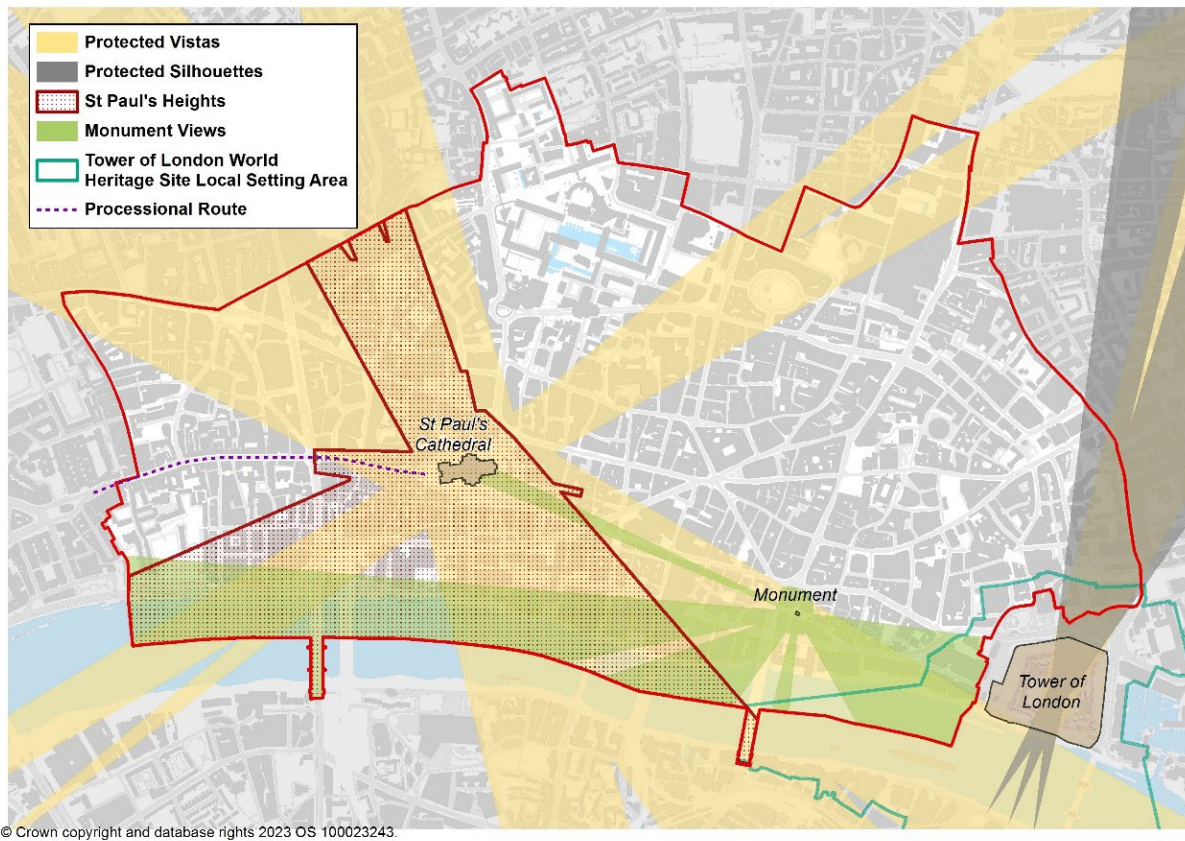 Protected Vistas
Protected Silhouettes
St Paul's Heights
Monument Views
Tower of London World
Heritage Site Local Setting Area
Processional Route
St Paul's
Cathedral
Monument
Tower of
London
© Crown copyright and database rights 2023 OS 100023243.